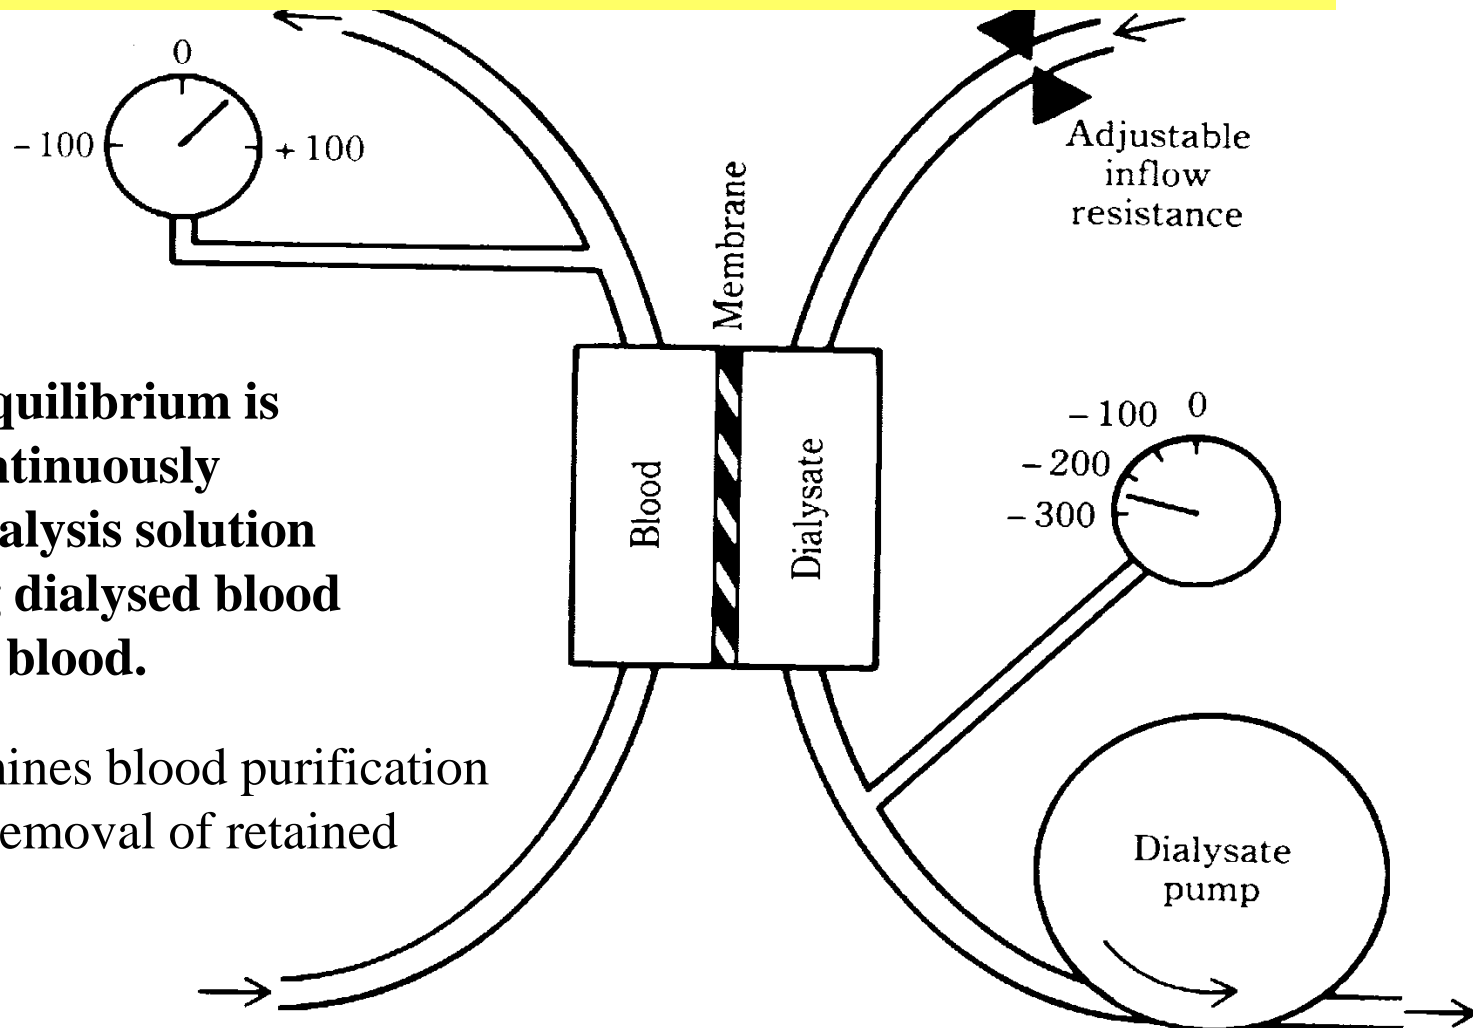 0
- 100
+ 100
Adjustable
inflow
resistance
Membrane
quilibrium is
ntinuously
alysis solution
dialysed blood
blood.
Blood
Dialysate
- 100
0
- 200
- 300
nines blood purification
emoval of retained
Dialysate
pump